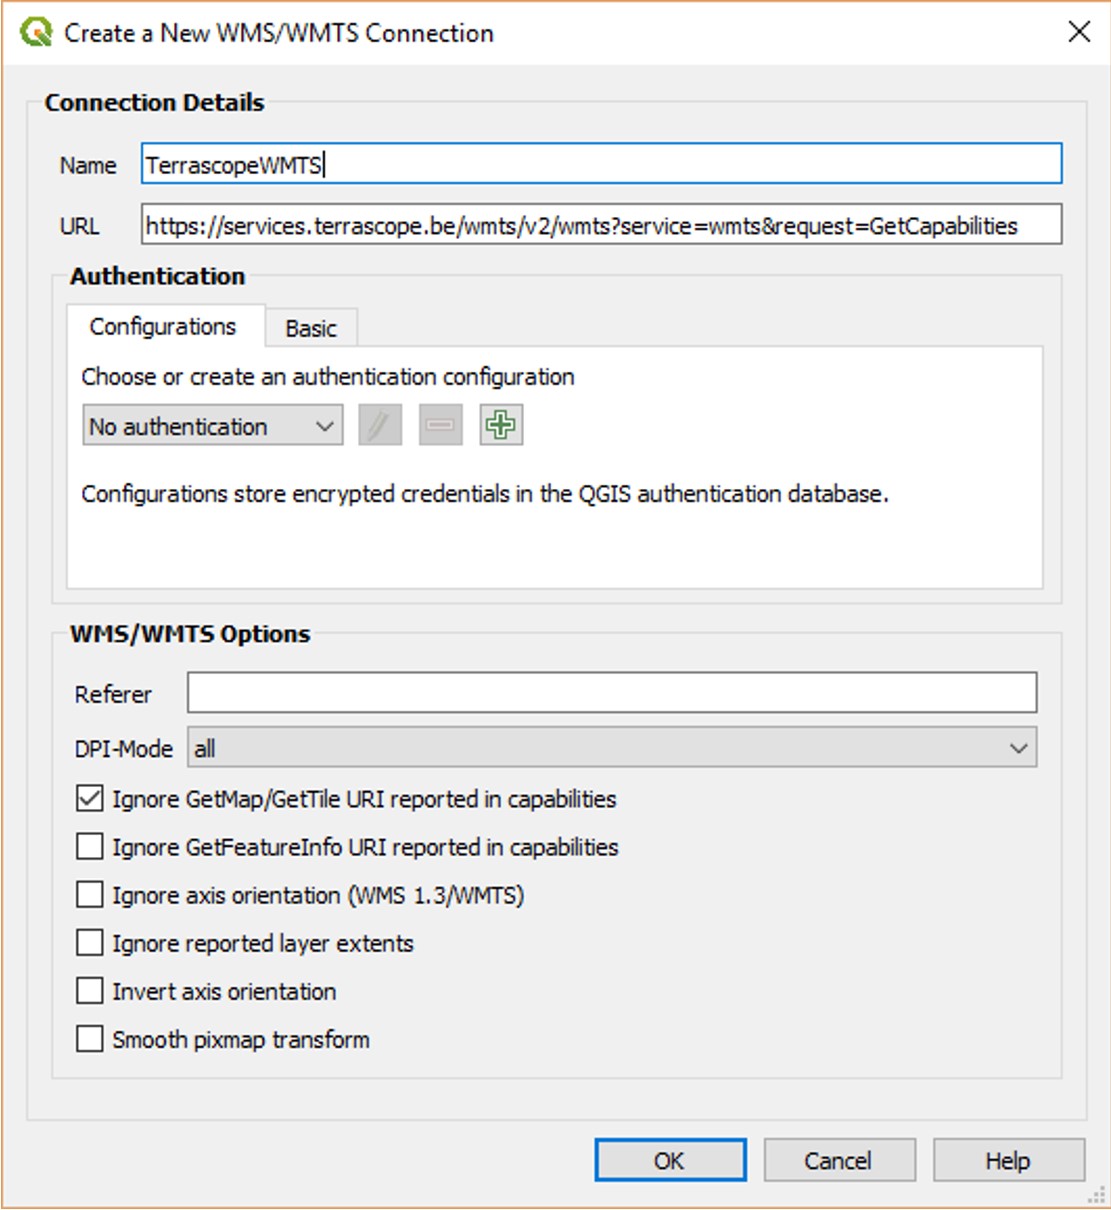 Create a New WMS/WMTS Connection
Connection Details
Name TerrascopeWMTS
URL https://services.terrascope.be/wmts/v2/wmts?service=wmts&request=GetCapabilities
Authentication
Configurations Basic
Choose or create an authentication configuration
No authentication
Configurations store encrypted credentials in the QGIS authentication database.
WMS/WMTS Options
Referer
DPI-Mode all
Ignore GetMap/GetTile URI reported in capabilities
Ignore GetFeatureInfo URI reported in capabilities
Ignore axis orientation (WMS 1.3/WMTS)
Ignore reported layer extents
Invert axis orientation
Smooth pixmap transform
OK Cancel Help